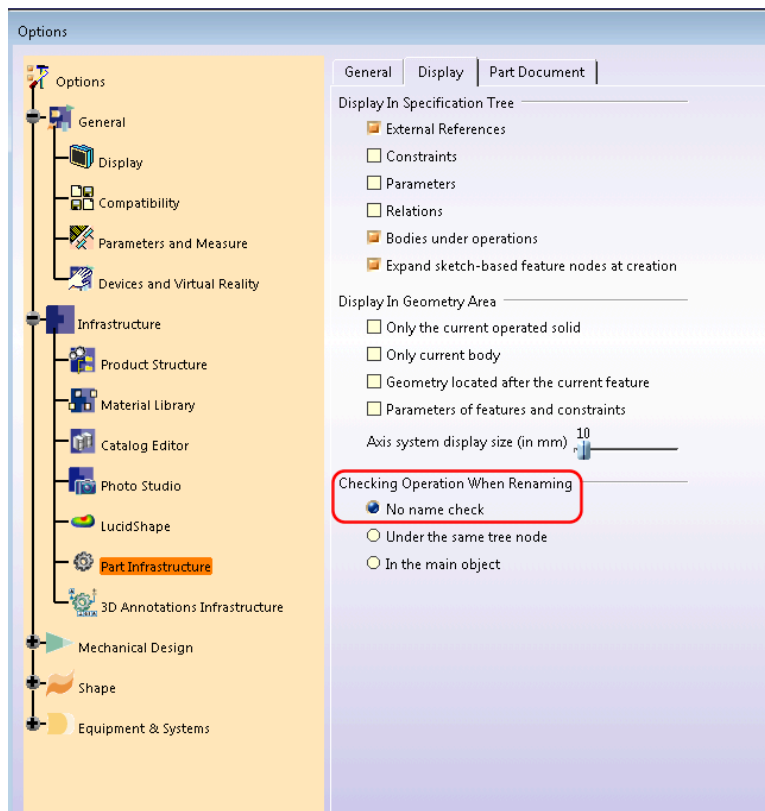 Options
Options
General
Display
Compatibility
Parameters and Measure
Devices and Virtual Reality
Infrastructure
Product Structure
Material Library
Catalog Editor
Photo Studio
LucidShape
Part Infrastructure
3D Annotations Infrastructure
Mechanical Design
Shape
Equipment & Systems
General Display Part Document
Display In Specification Tree
External References
Constraints
Parameters
Relations
Bodies under operations
Expand sketch-based feature nodes at creation
Display In Geometry Area
Only the current operated solid
Only current body
Geometry located after the current feature
Parameters of features and constraints
Axis system display size (in mm) 10
Checking Operation When Renaming
No name check
Under the same tree node
In the main object